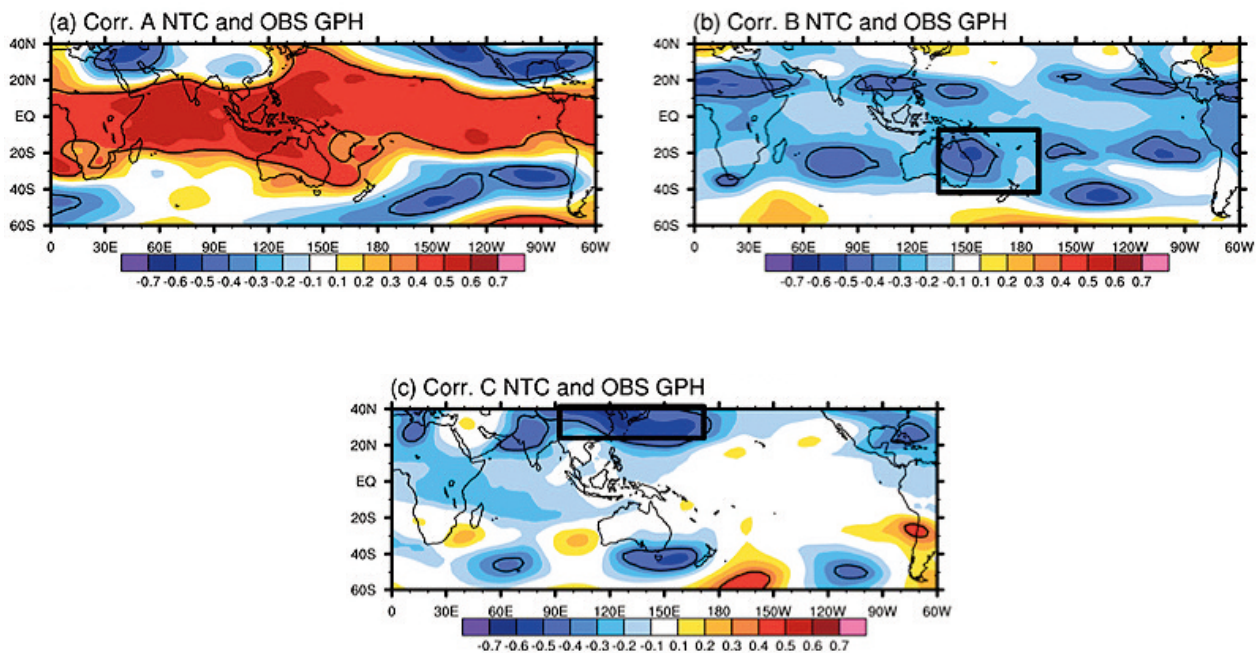 (a) Corr. A NTC and OBS GPH
40N
20N
EQ
20S
40S
60S
0 30E 60E 90E 120E 150E 180 150W 120W 90W 60W
-0.7 -0.6 -0.5 -0.4 -0.3 -0.2 -0.1 0.1 0.2 0.3 0.4 0.5 0.6 0.7
(b) Corr. B NTC and OBS GPH
40N
20N
EQ
20S
40S
60S
0 30E 60E 90E 120E 150E 180 150W 120W 90W 60W
-0.7 -0.6 -0.5 -0.4 -0.3 -0.2 -0.1 0.1 0.2 0.3 0.4 0.5 0.6 0.7
(c) Corr. C NTC and OBS GPH
40N
20N
EQ
20S
40S
60S
0 30E 60E 90E 120E 150E 180 150W 120W 90W 60W
-0.7 -0.6 -0.5 -0.4 -0.3 -0.2 -0.1 0.1 0.2 0.3 0.4 0.5 0.6 0.7